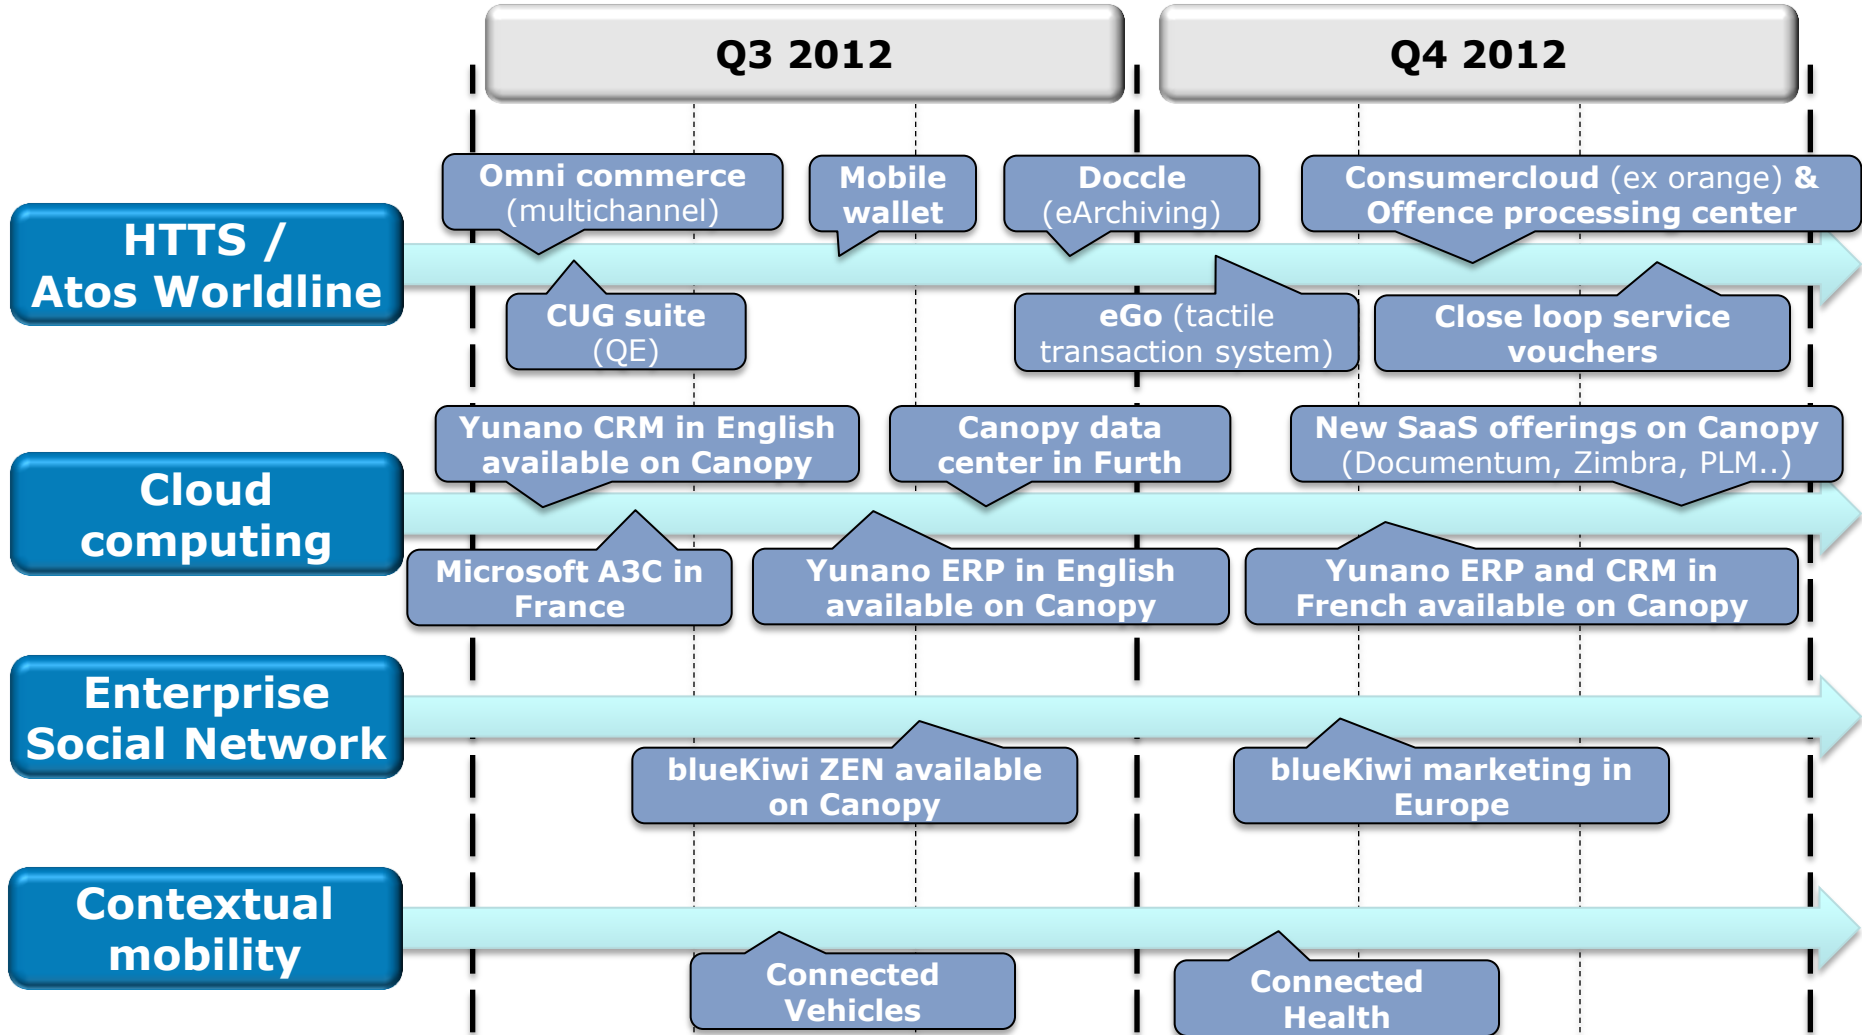 Q3 2012
Q4 2012
HTTS /
Atos Worldline
Omni commerce
(multichannel)
Mobile
wallet
Doccle
(eArchiving)
Consumercloud (ex orange) &
Offence processing center
CUG suite
(QE)
eGo (tactile
transaction system)
Close loop service
vouchers
Cloud
computing
Yunano CRM in English
available on Canopy
Canopy data
center in Furth
New SaaS offerings on Canopy
(Documentum, Zimbra, PLM..)
Microsoft A3C in
France
Yunano ERP in English
available on Canopy
Yunano ERP and CRM in
French available on Canopy
Enterprise
Social Network
blueKiwi ZEN available
on Canopy
blueKiwi marketing in
Europe
Contextual
mobility
Connected
Vehicles
Connected
Health